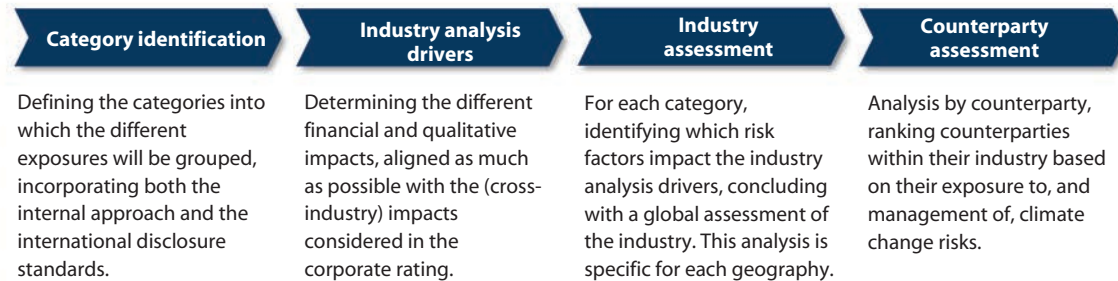 Category identification
Industry analysis
drivers
Industry
assessment
Counterparty
assessment
Defining the categories into
which the different
exposures will be grouped,
incorporating both the
internal approach and the
international disclosure
standards.
Determining the different
financial and qualitative
impacts, aligned as much
as possible with the (cross-
industry) impacts
considered in the
corporate rating.
For each category,
identifying which risk
factors impact the industry
analysis drivers, concluding
with a global assessment of
the industry. This analysis is
specific for each geography.
Analysis by counterparty,
ranking counterparties
within their industry based
on their exposure to, and
management of, climate
change risks.